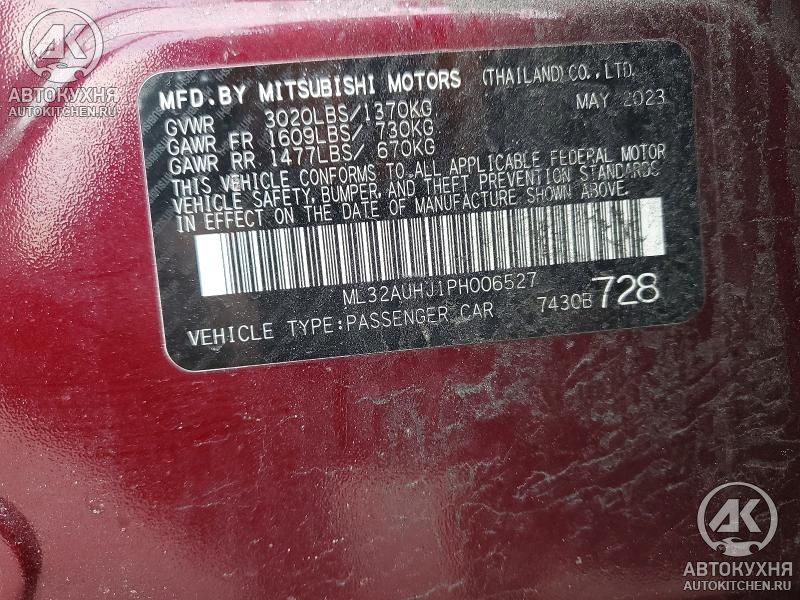 АК
АВТОКУХНЯ
AUTOKITCHEN.RU
MFD.BY MITSUBISHI MOTORS (THAILAND)CO.,LTD.
GVWR 3020LBS/1370KG MAY 2023
GAWR FR 1609LBS/ 730KG
GAWR RR 1477LBS/ 670KG
THIS VEHICLE CONFORMS TO ALL APPLICABLE FEDERAL MOTOR
VEHICLE SAFETY, BUMPER, AND THEFT PREVENTION STANDARDS
IN EFFECT ON THE DATE OF MANUFACTURE SHOWN ABOVE.
ML32AUHJ1PH006527
VEHICLE TYPE:PASSENGER CAR 7430B 728
АК
АВТОКУХНЯ
AUTOKITCHEN.RU